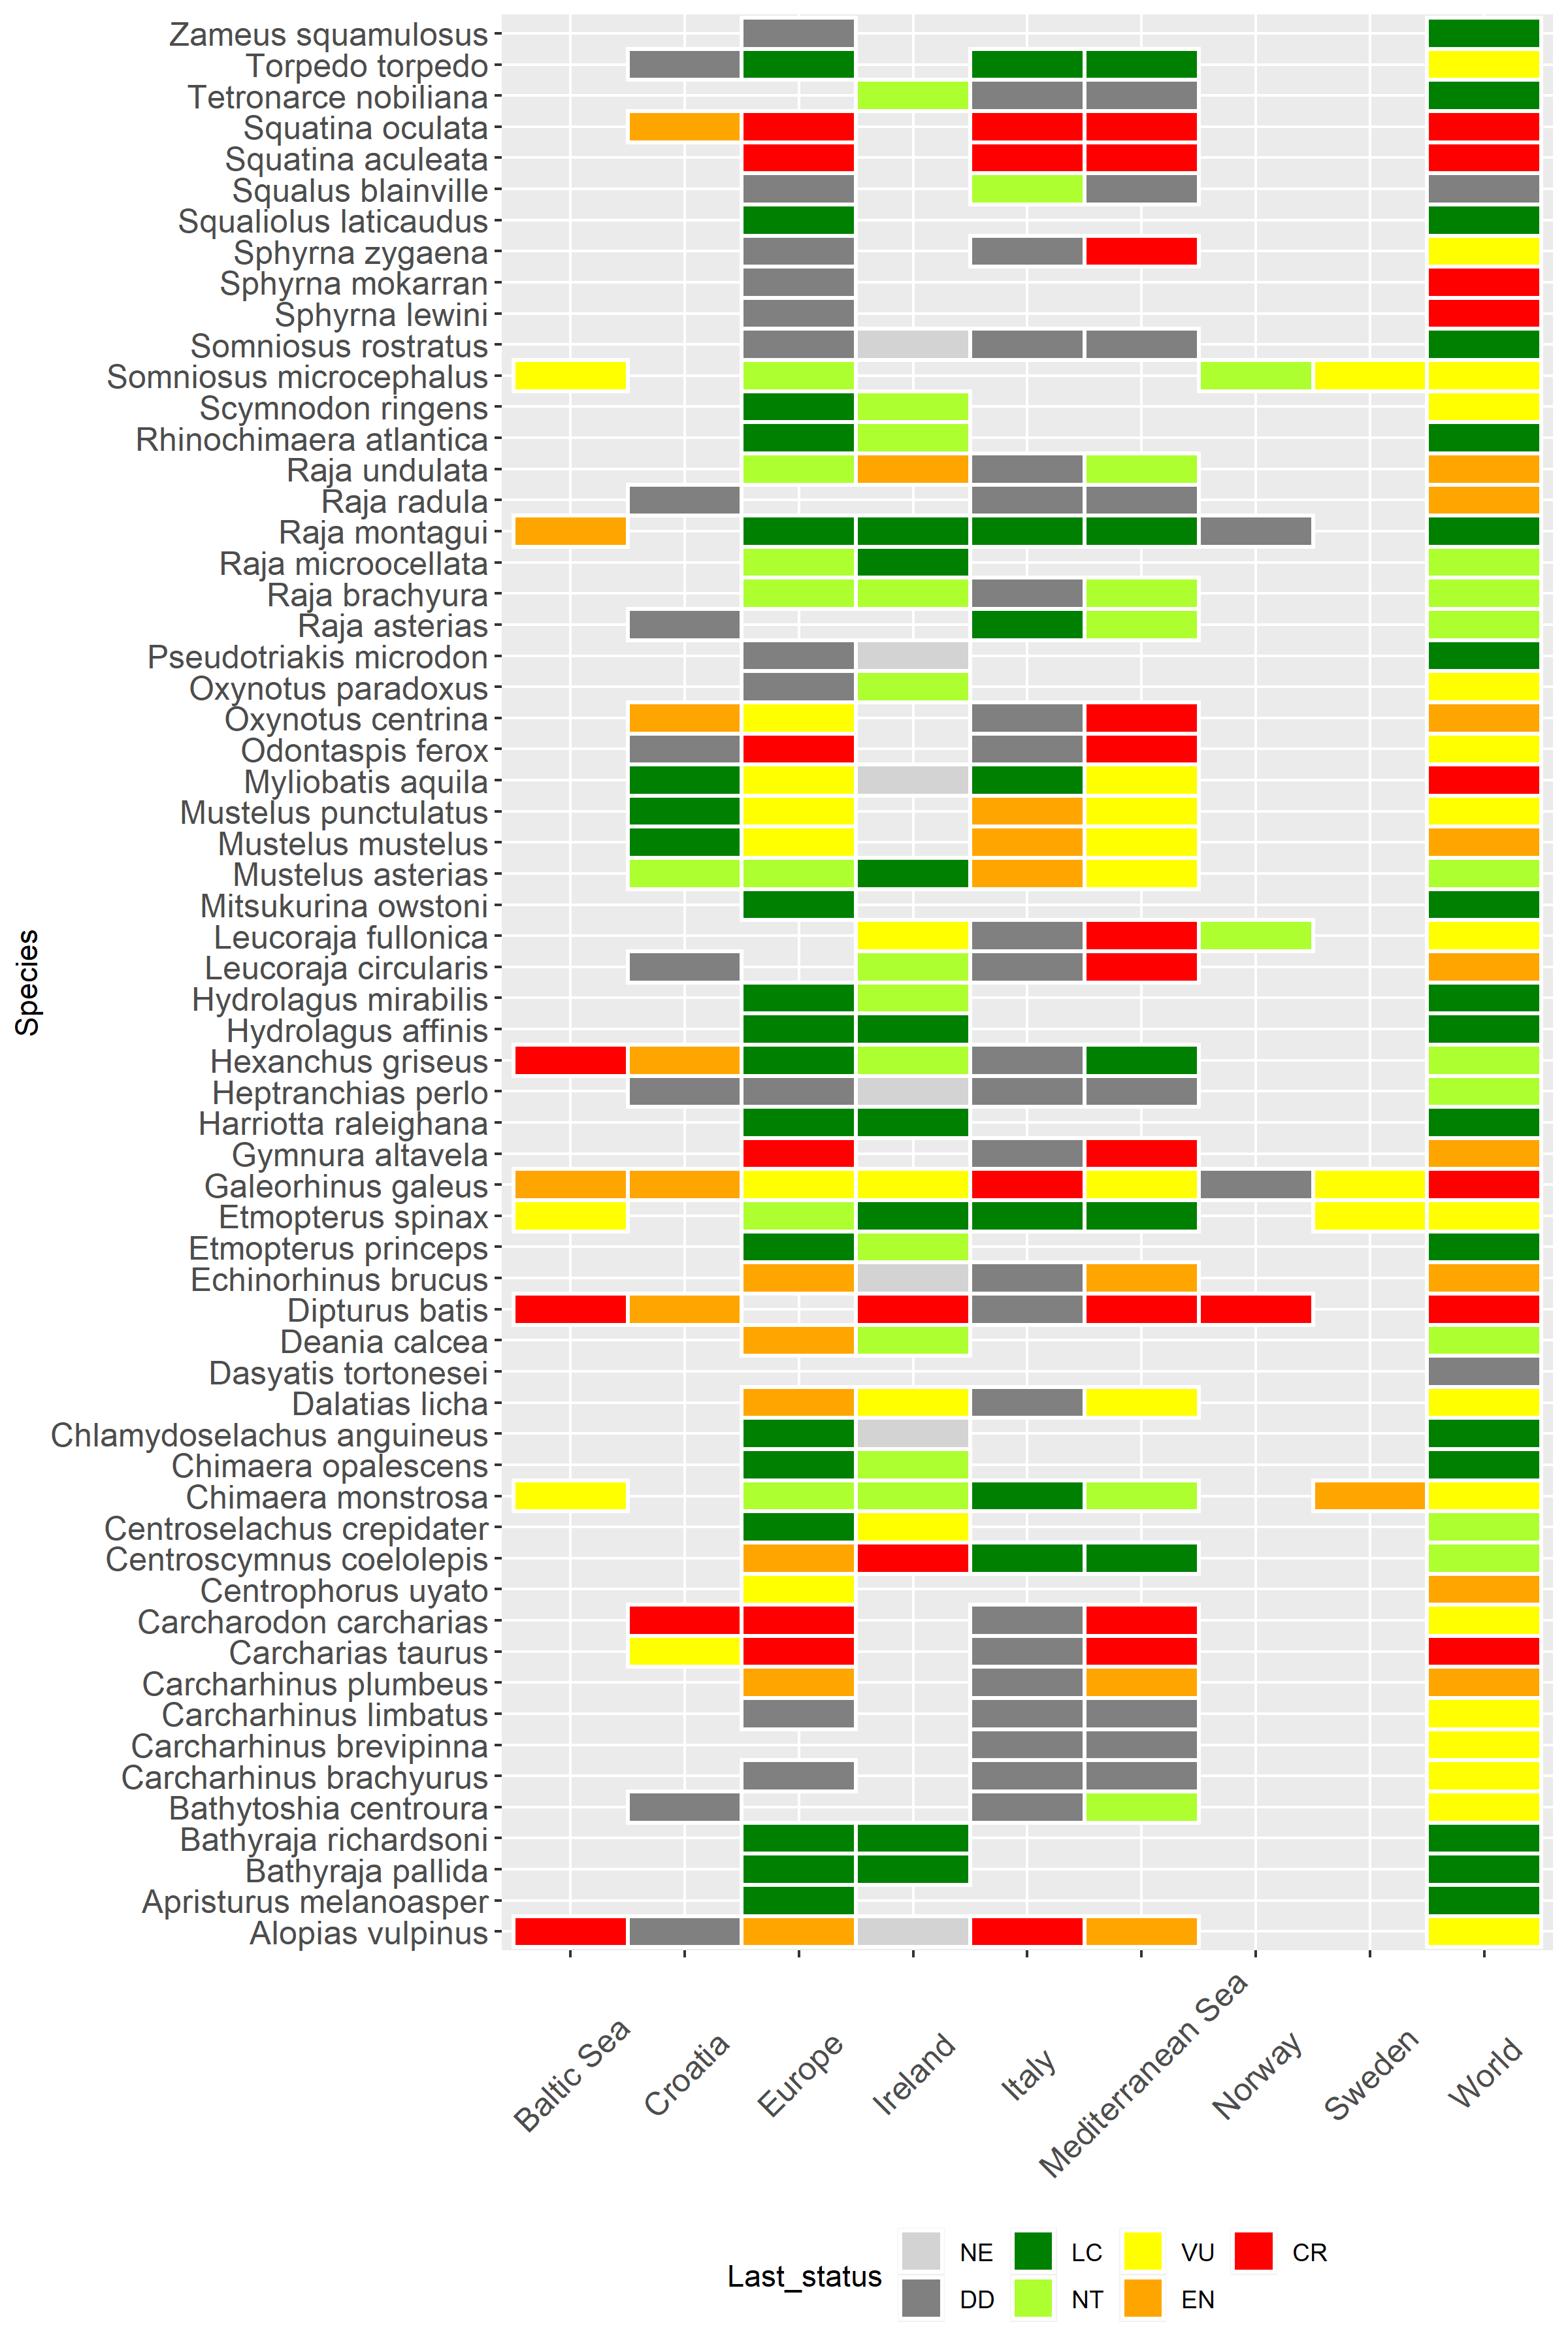 Zameus squamulosus
Torpedo torpedo
Tetronarce nobiliana
Squatina oculata
Squatina aculeata
Squalus blainville
Squaliolus laticaudus
Sphyrna zygaena
Sphyrna mokarran
Sphyrna lewini
Somniosus rostratus
Somniosus microcephalus
Scymnodon ringens
Rhinochimaera atlantica
Raja undulata
Raja radula
Raja montagui
Raja microocellata
Raja brachyura
Raja asterias
Pseudotriakis microdon
Oxynotus paradoxus
Oxynotus centrina
Odontaspis ferox
Myliobatis aquila
Mustelus punctulatus
Mustelus mustelus
Mustelus asterias
Mitsukurina owstoni
Leucoraja fullonica
Leucoraja circularis
Hydrolagus mirabilis
Hydrolagus affinis
Hexanchus griseus
Heptranchias perlo
Harriotta raleighana
Gymnura altavela
Galeorhinus galeus
Etmopterus spinax
Etmopterus princeps
Echinorhinus brucus
Dipturus batis
Deania calcea
Dasyatis tortonesei
Dalatias licha
Chlamydoselachus anguineus
Chimaera opalescens
Chimaera monstrosa
Centroselachus crepidater
Centroscymnus coelolepis
Centrophorus uyato
Carcharodon carcharias
Carcharias taurus
Carcharhinus plumbeus
Carcharhinus limbatus
Carcharhinus brevipinna
Carcharhinus brachyurus
Bathytoshia centroura
Bathyraja richardsoni
Bathyraja pallida
Apristurus melanoasper
Alopias vulpinus
Species
Baltic Sea
Croatia
Europe
Ireland
Italy
Mediterranean Sea
Norway
Sweden
World
Last_status
NE LC VU CR
DD NT EN